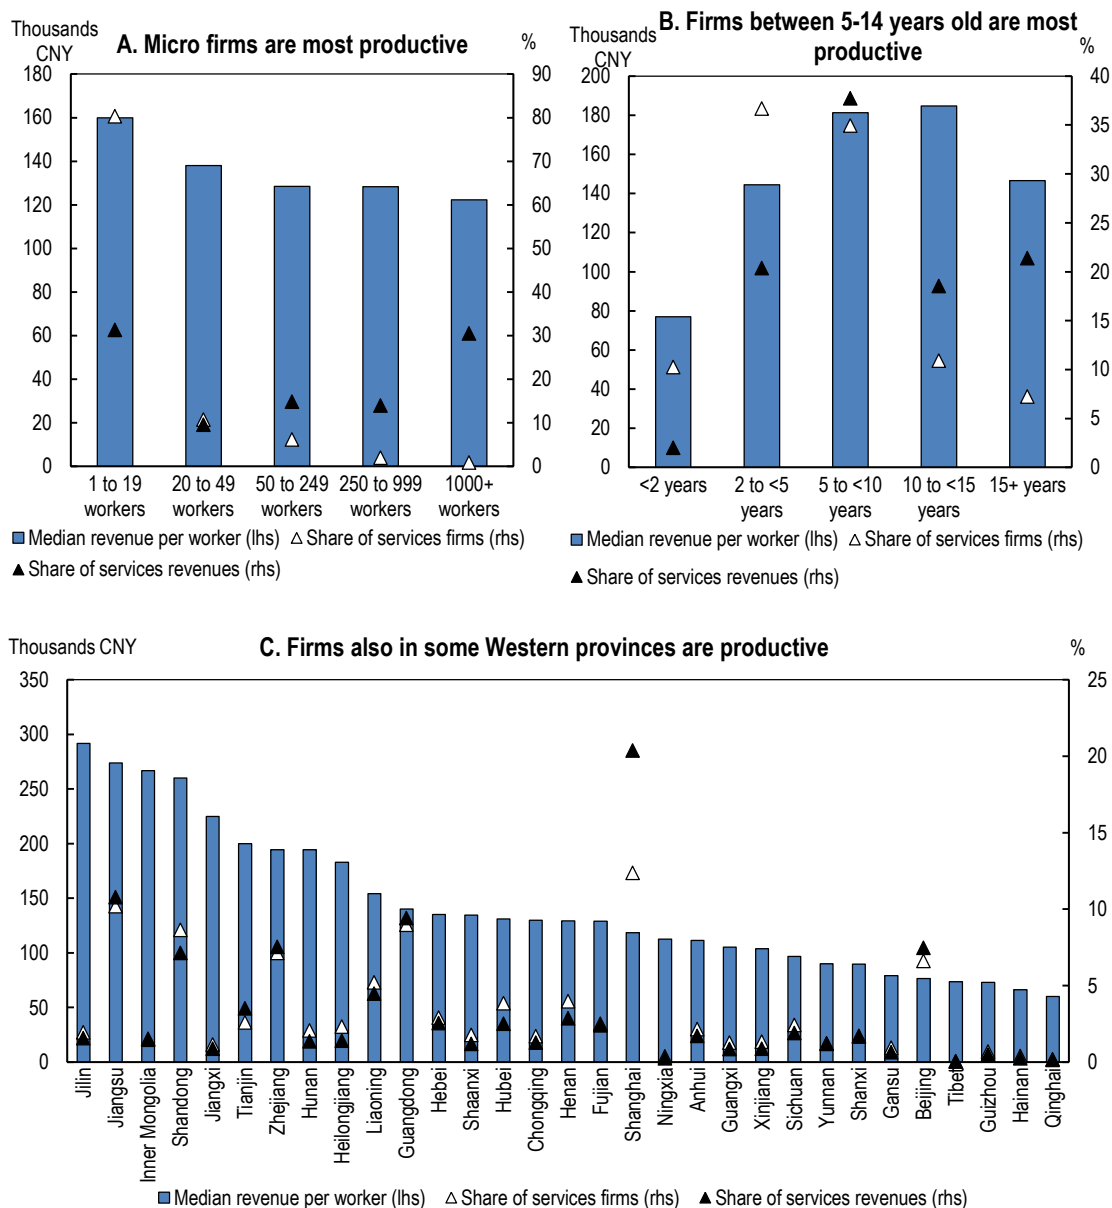 Thousands CNY
A. Micro firms are most productive
%
180
160
140
120
100
80
60
40
20
0
90
80
70
60
50
40
30
20
10
0
1 to 19 workers
20 to 49 workers
50 to 249 workers
250 to 999 workers
1000+ workers
Median revenue per worker (lhs)
Share of services firms (rhs)
Share of services revenues (rhs)
Thousands CNY
B. Firms between 5-14 years old are most
productive
%
200
180
160
140
120
100
80
60
40
20
0
40
35
30
25
20
15
10
5
0
<2 years
2 to <5 years
5 to <10 years
10 to <15 years
15+ years
Median revenue per worker (lhs)
Share of services firms (rhs)
Share of services revenues (rhs)
Thousands CNY
C. Firms also in some Western provinces are productive
%
350
300
250
200
150
100
50
0
25
20
15
10
5
0
Jilin
Jiangsu
Inner Mongolia
Shandong
Jiangxi
Tianjin
Zhejiang
Hunan
Heilongjiang
Liaoning
Guangdong
Hebei
Shaanxi
Hubei
Chongqing
Henan
Fujian
Shanghai
Ningxia
Anhui
Guangxi
Xinjiang
Sichuan
Yunnan
Shanxi
Gansu
Beijing
Tibet
Guizhou
Hainan
Qinghai
Median revenue per worker (lhs)
Share of services firms (rhs)
Share of services revenues (rhs)